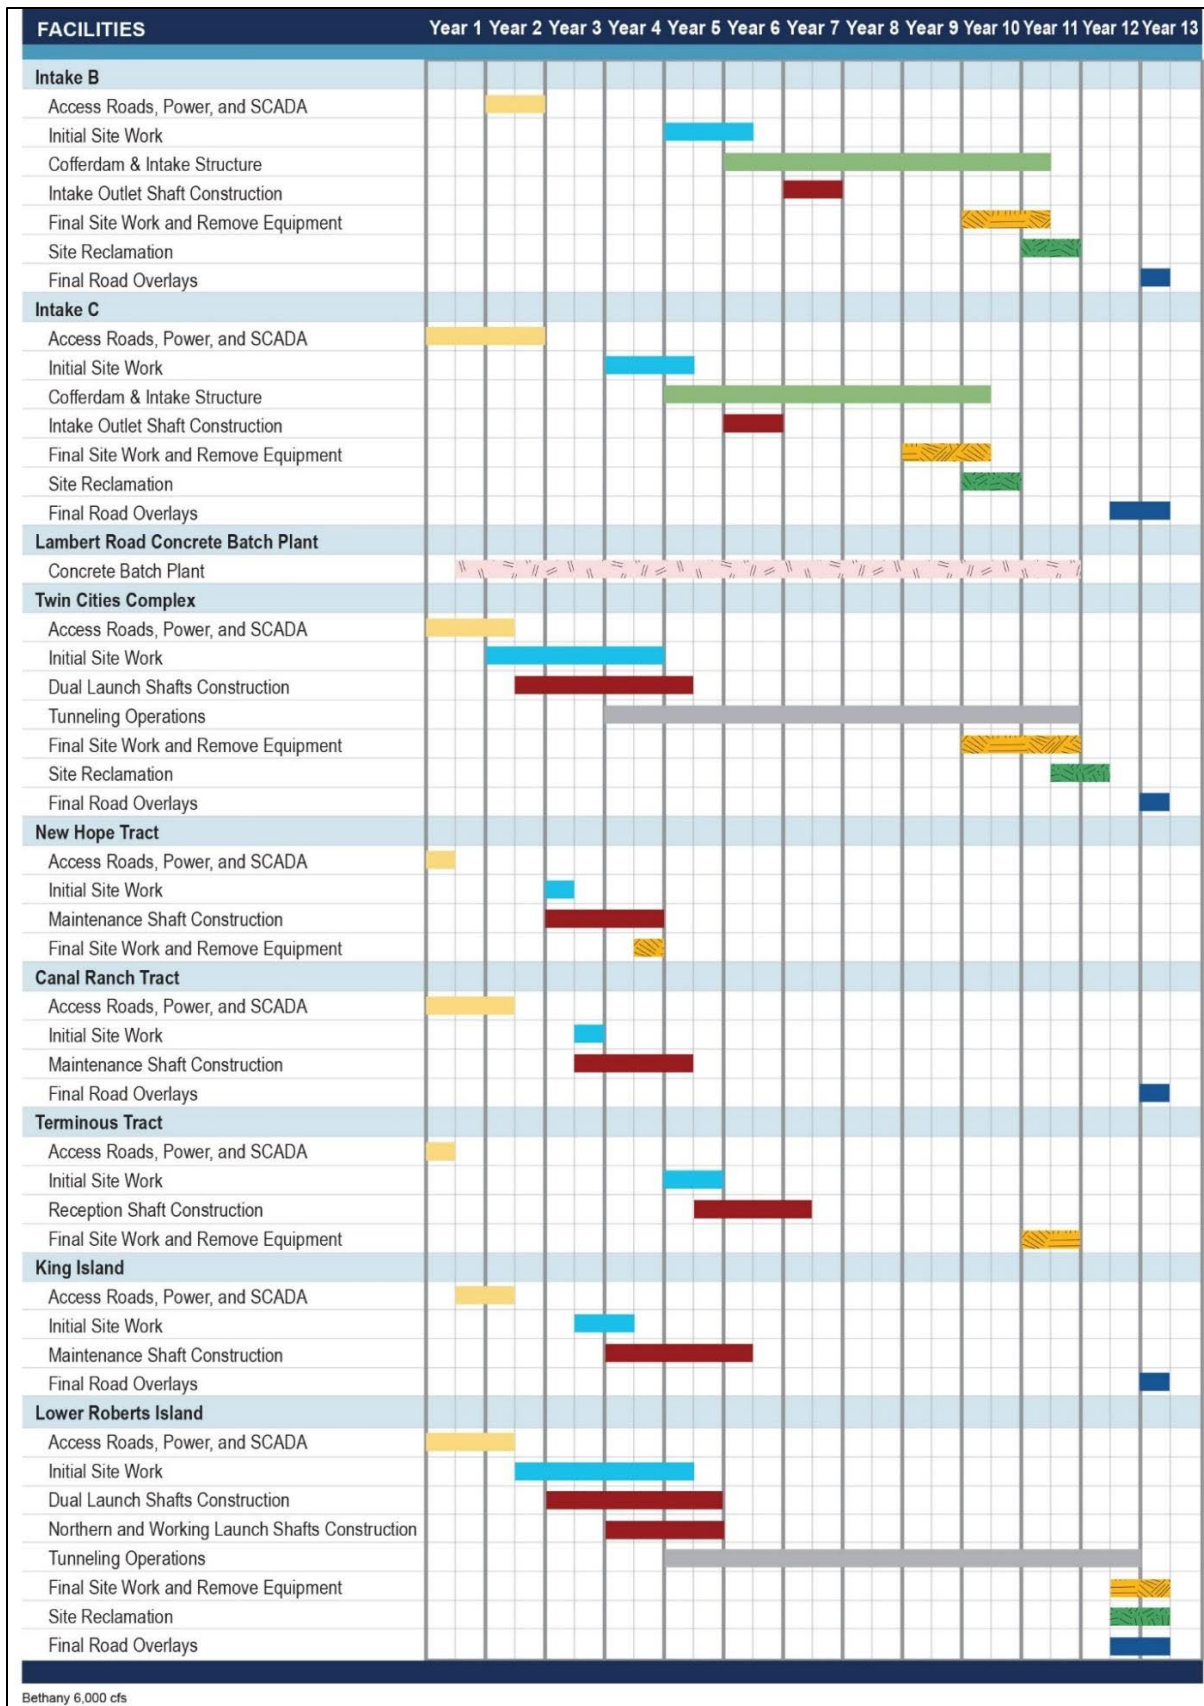 FACILITIES Year 1 Year 2 Year 3 Year 4 Year 5 Year 6 Year 7 Year 8 Year 9 Year 10 Year 11 Year 12 Year 13
Intake B
Access Roads, Power, and SCADA
Initial Site Work
Cofferdam & Intake Structure
Intake Outlet Shaft Construction
Final Site Work and Remove Equipment
Site Reclamation
Final Road Overlays
Intake C
Access Roads, Power, and SCADA
Initial Site Work
Cofferdam & Intake Structure
Intake Outlet Shaft Construction
Final Site Work and Remove Equipment
Site Reclamation
Final Road Overlays
Lambert Road Concrete Batch Plant
Concrete Batch Plant
Twin Cities Complex
Access Roads, Power, and SCADA
Initial Site Work
Dual Launch Shafts Construction
Tunneling Operations
Final Site Work and Remove Equipment
Site Reclamation
Final Road Overlays
New Hope Tract
Access Roads, Power, and SCADA
Initial Site Work
Maintenance Shaft Construction
Final Site Work and Remove Equipment
Canal Ranch Tract
Access Roads, Power, and SCADA
Initial Site Work
Maintenance Shaft Construction
Final Road Overlays
Terminous Tract
Access Roads, Power, and SCADA
Initial Site Work
Reception Shaft Construction
Final Site Work and Remove Equipment
King Island
Access Roads, Power, and SCADA
Initial Site Work
Maintenance Shaft Construction
Final Road Overlays
Lower Roberts Island
Access Roads, Power, and SCADA
Initial Site Work
Dual Launch Shafts Construction
Northern and Working Launch Shafts Construction
Tunneling Operations
Final Site Work and Remove Equipment
Site Reclamation
Final Road Overlays
Bethany 6,000 cfs